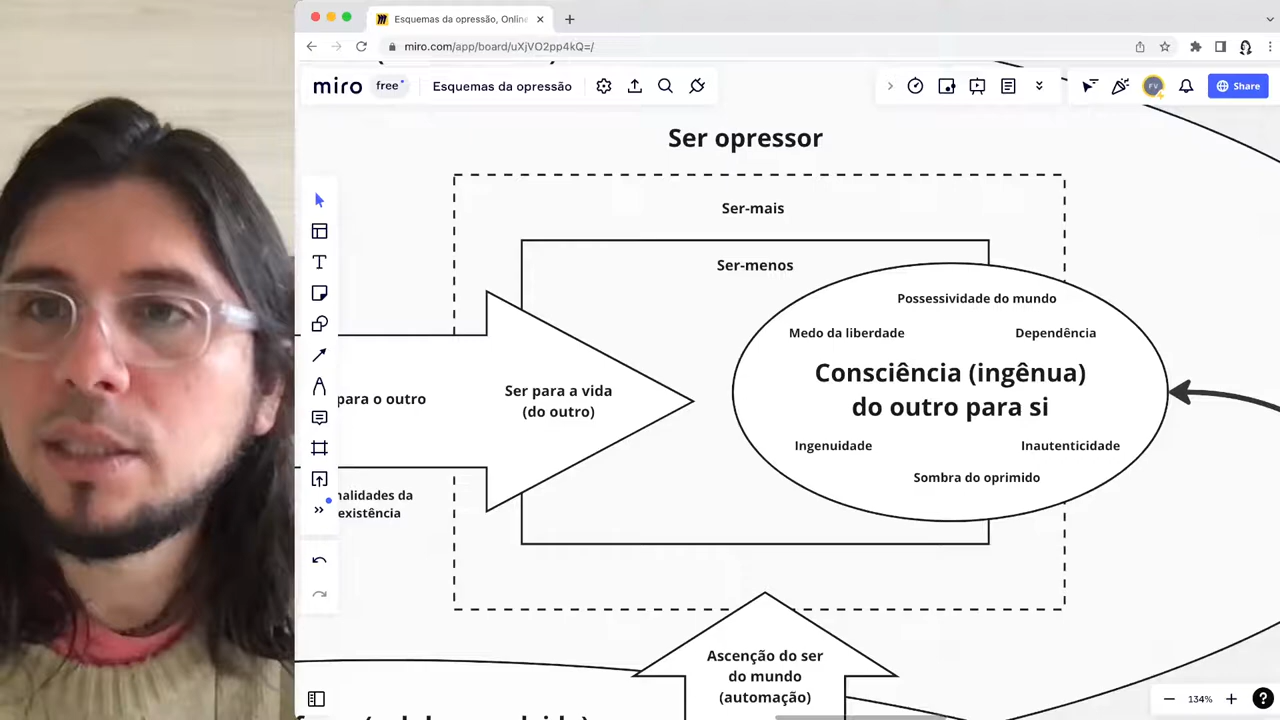 Esquemas da opressão, Online
miro.com/app/board/uXjVO2pp4kQ=/
miro free Esquemas da opressão
FV
Share
Ser opressor
Ser-mais
Ser-menos
Possessividade do mundo
Medo da liberdade Dependência
Consciência (ingênua)
do outro para si
Ingenuidade Inautenticidade
Sombra do oprimido
Ser para a vida
(do outro)
para o outro
existência
da
Ascenção do ser
do mundo
(automação)
134%